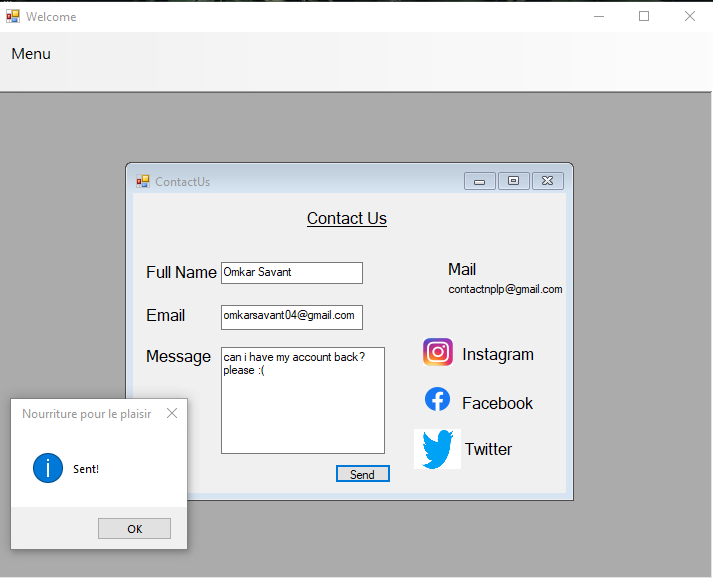 Welcome
Menu
ContactUs
Contact Us
Full Name Omkar Savant
Mail
contactnplp@gmail.com
Email omkarsavant04@gmail.com
Message can i have my account back?
please :(
Instagram
Facebook
Twitter
Send
Nourriture pour le plaisir
Sent!
OK